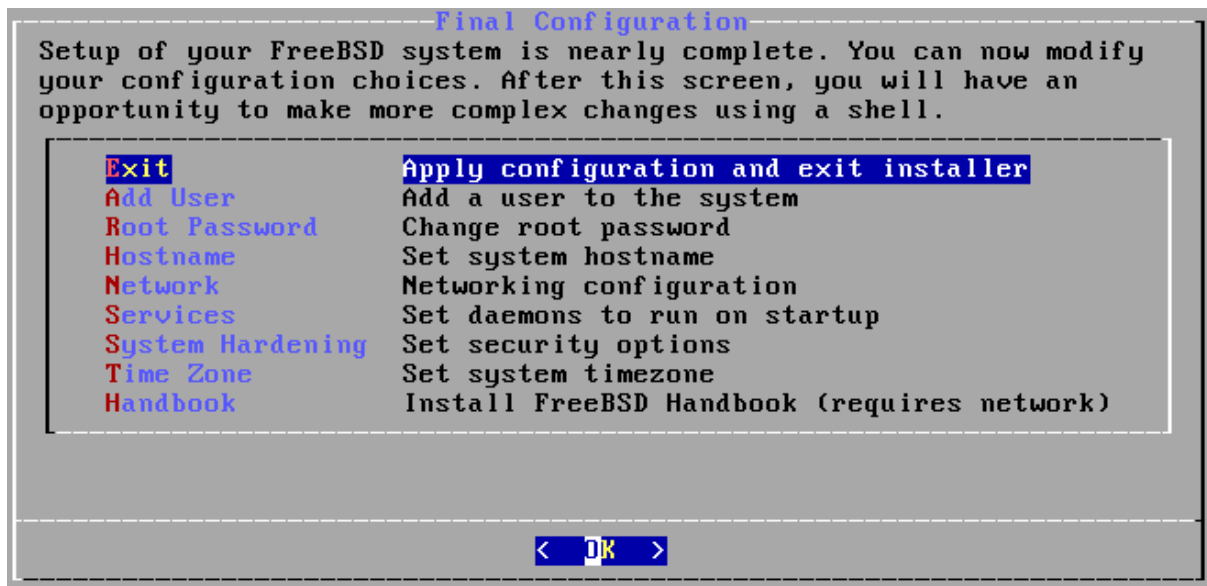 Final Configuration
Setup of your FreeBSD system is nearly complete. You can now modify
your configuration choices. After this screen, you will have an
opportunity to make more complex changes using a shell.
Exit Apply configuration and exit installer
Add User Add a user to the system
Root Password Change root password
Hostname Set system hostname
Network Networking configuration
Services Set daemons to run on startup
System Hardening Set security options
Time Zone Set system timezone
Handbook Install FreeBSD Handbook (requires network)
< OK >